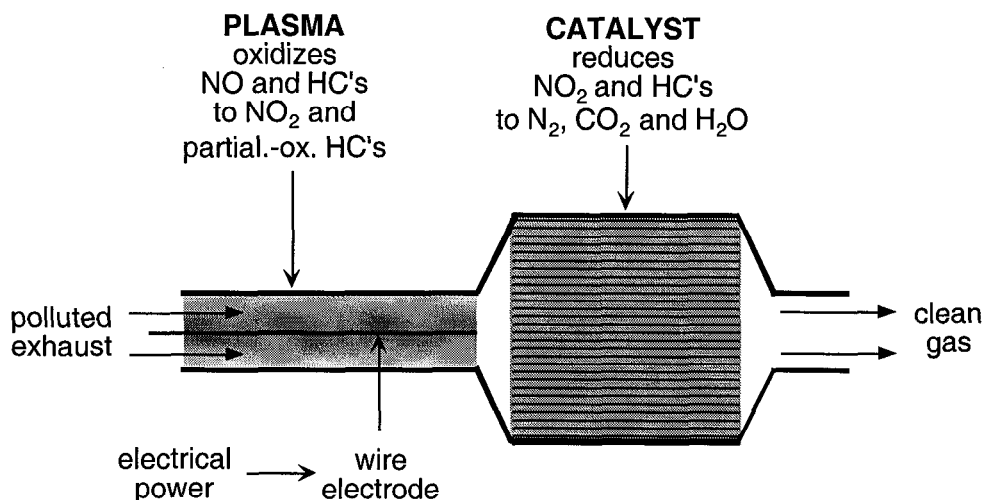 PLASMA
oxidizes
NO and HC's
to NO₂ and
partial.-ox. HC's
CATALYST
reduces
NO₂ and HC's
to N₂, CO₂ and H₂O
polluted
exhaust
clean
gas
electrical
power
wire
electrode